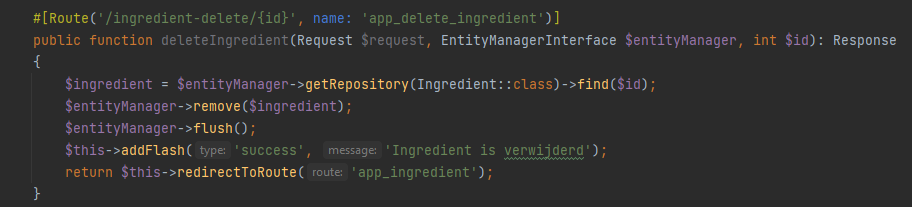 #[Route('/ingredient-delete/{id}', name: 'app_delete_ingredient')]
public function deleteIngredient(Request $request, EntityManagerInterface $entityManager, int $id): Response
{
    $ingredient = $entityManager->getRepository(Ingredient::class)->find($id);
    $entityManager->remove($ingredient);
    $entityManager->flush();
    $this->addFlash( type: 'success', message: 'Ingredient is verwijderd');
    return $this->redirectToRoute( route: 'app_ingredient');
}